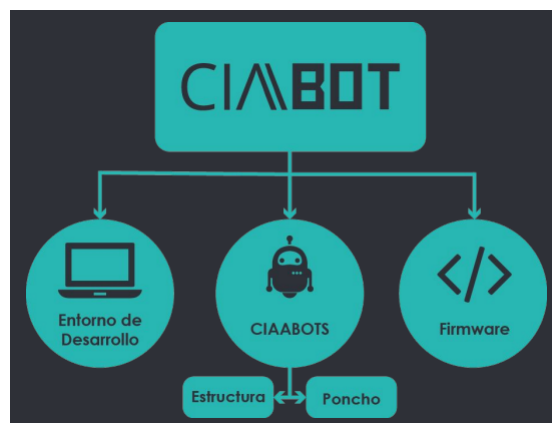 CIAABOT
Entorno de
Desarrollo
CIAABOTS
Firmware
Estructura
Poncho